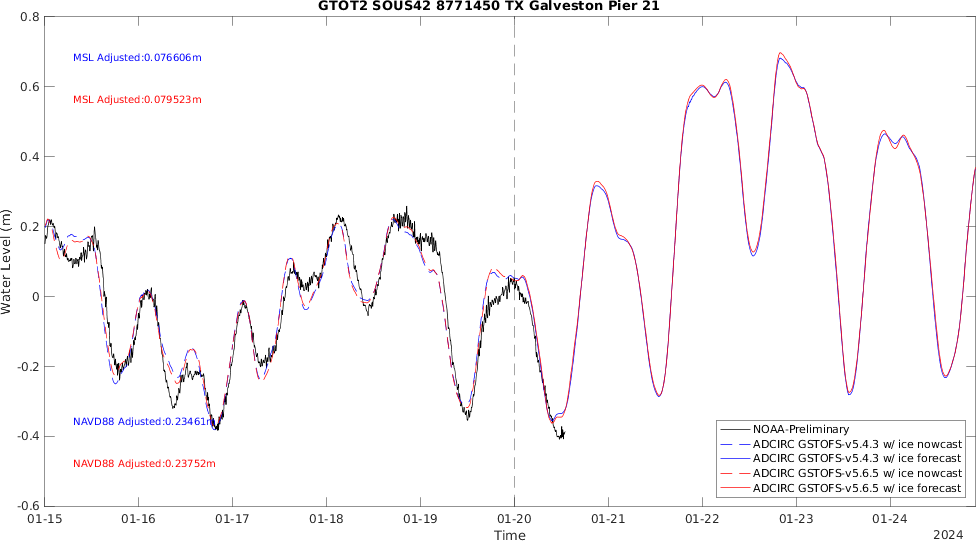 GTOT2 SOUS42 8771450 TX Galveston Pier 21
0.8
MSL Adjusted:0.076606m
0.6
MSL Adjusted:0.079523m
0.4
0.2
Water Level (m)
0
-0.2
NAVD88 Adjusted:0.23461m
-0.4
NAVD88 Adjusted:0.23752m
-0.6
NOAA-Preliminary
ADCIRC GSTOFS-v5.4.3 w/ ice nowcast
ADCIRC GSTOFS-v5.4.3 w/ ice forecast
ADCIRC GSTOFS-v5.6.5 w/ ice nowcast
ADCIRC GSTOFS-v5.6.5 w/ ice forecast
01-15 01-16 01-17 01-18 01-19 01-20 01-21 01-22 01-23 01-24
Time
2024